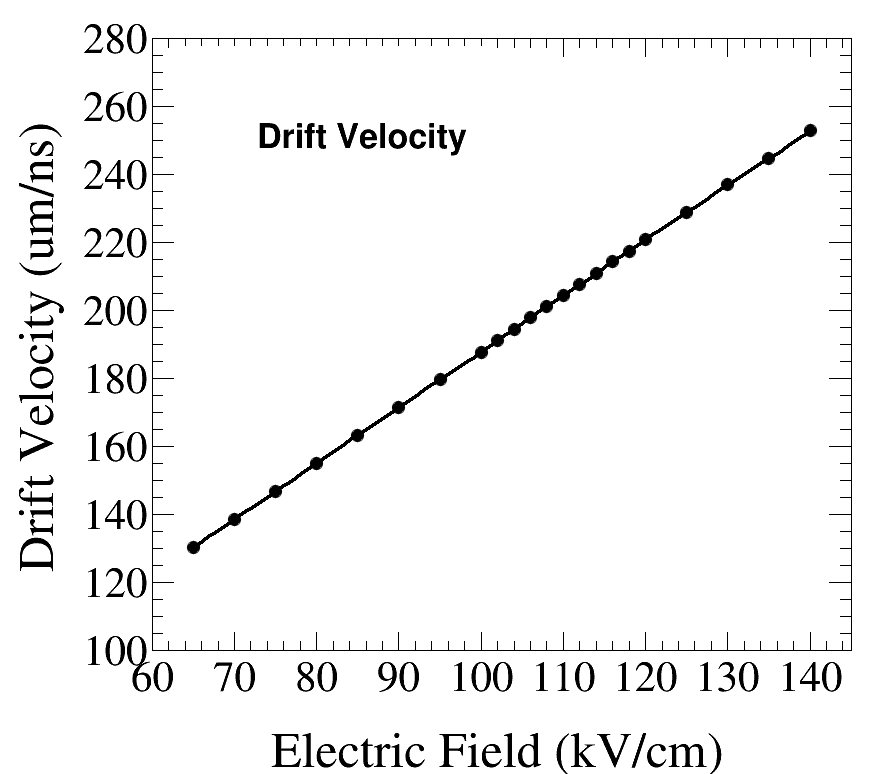 280
260
240
220
200
180
160
140
120
100
Drift Velocity (um/ns)
Drift Velocity
60 70 80 90 100 110 120 130 140
Electric Field (kV/cm)